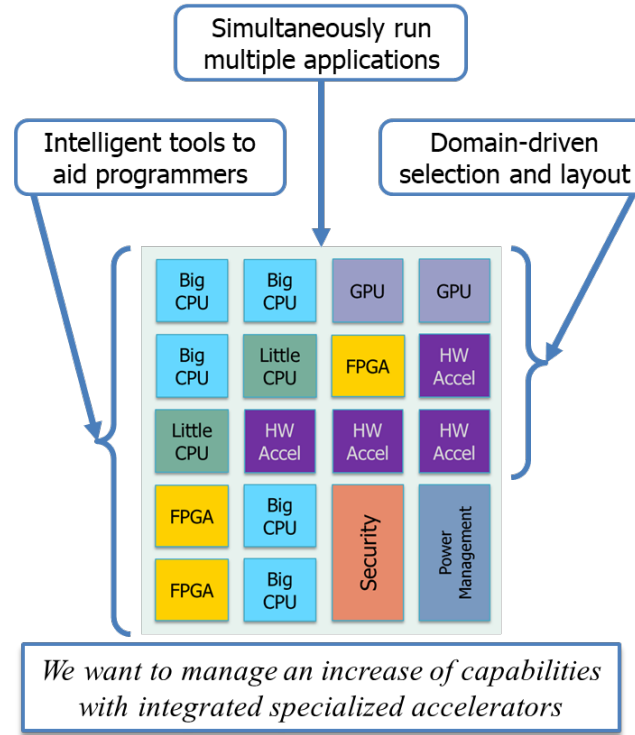 Simultaneously run
multiple applications
Intelligent tools to
aid programmers
Domain-driven
selection and layout
Big
CPU
Big
CPU
GPU
GPU
Big
CPU
Little
CPU
FPGA
HW
Accel
Little
CPU
HW
Accel
HW
Accel
HW
Accel
FPGA
Big
CPU
Security
Power
Management
FPGA
Big
CPU
We want to manage an increase of capabilities
with integrated specialized accelerators